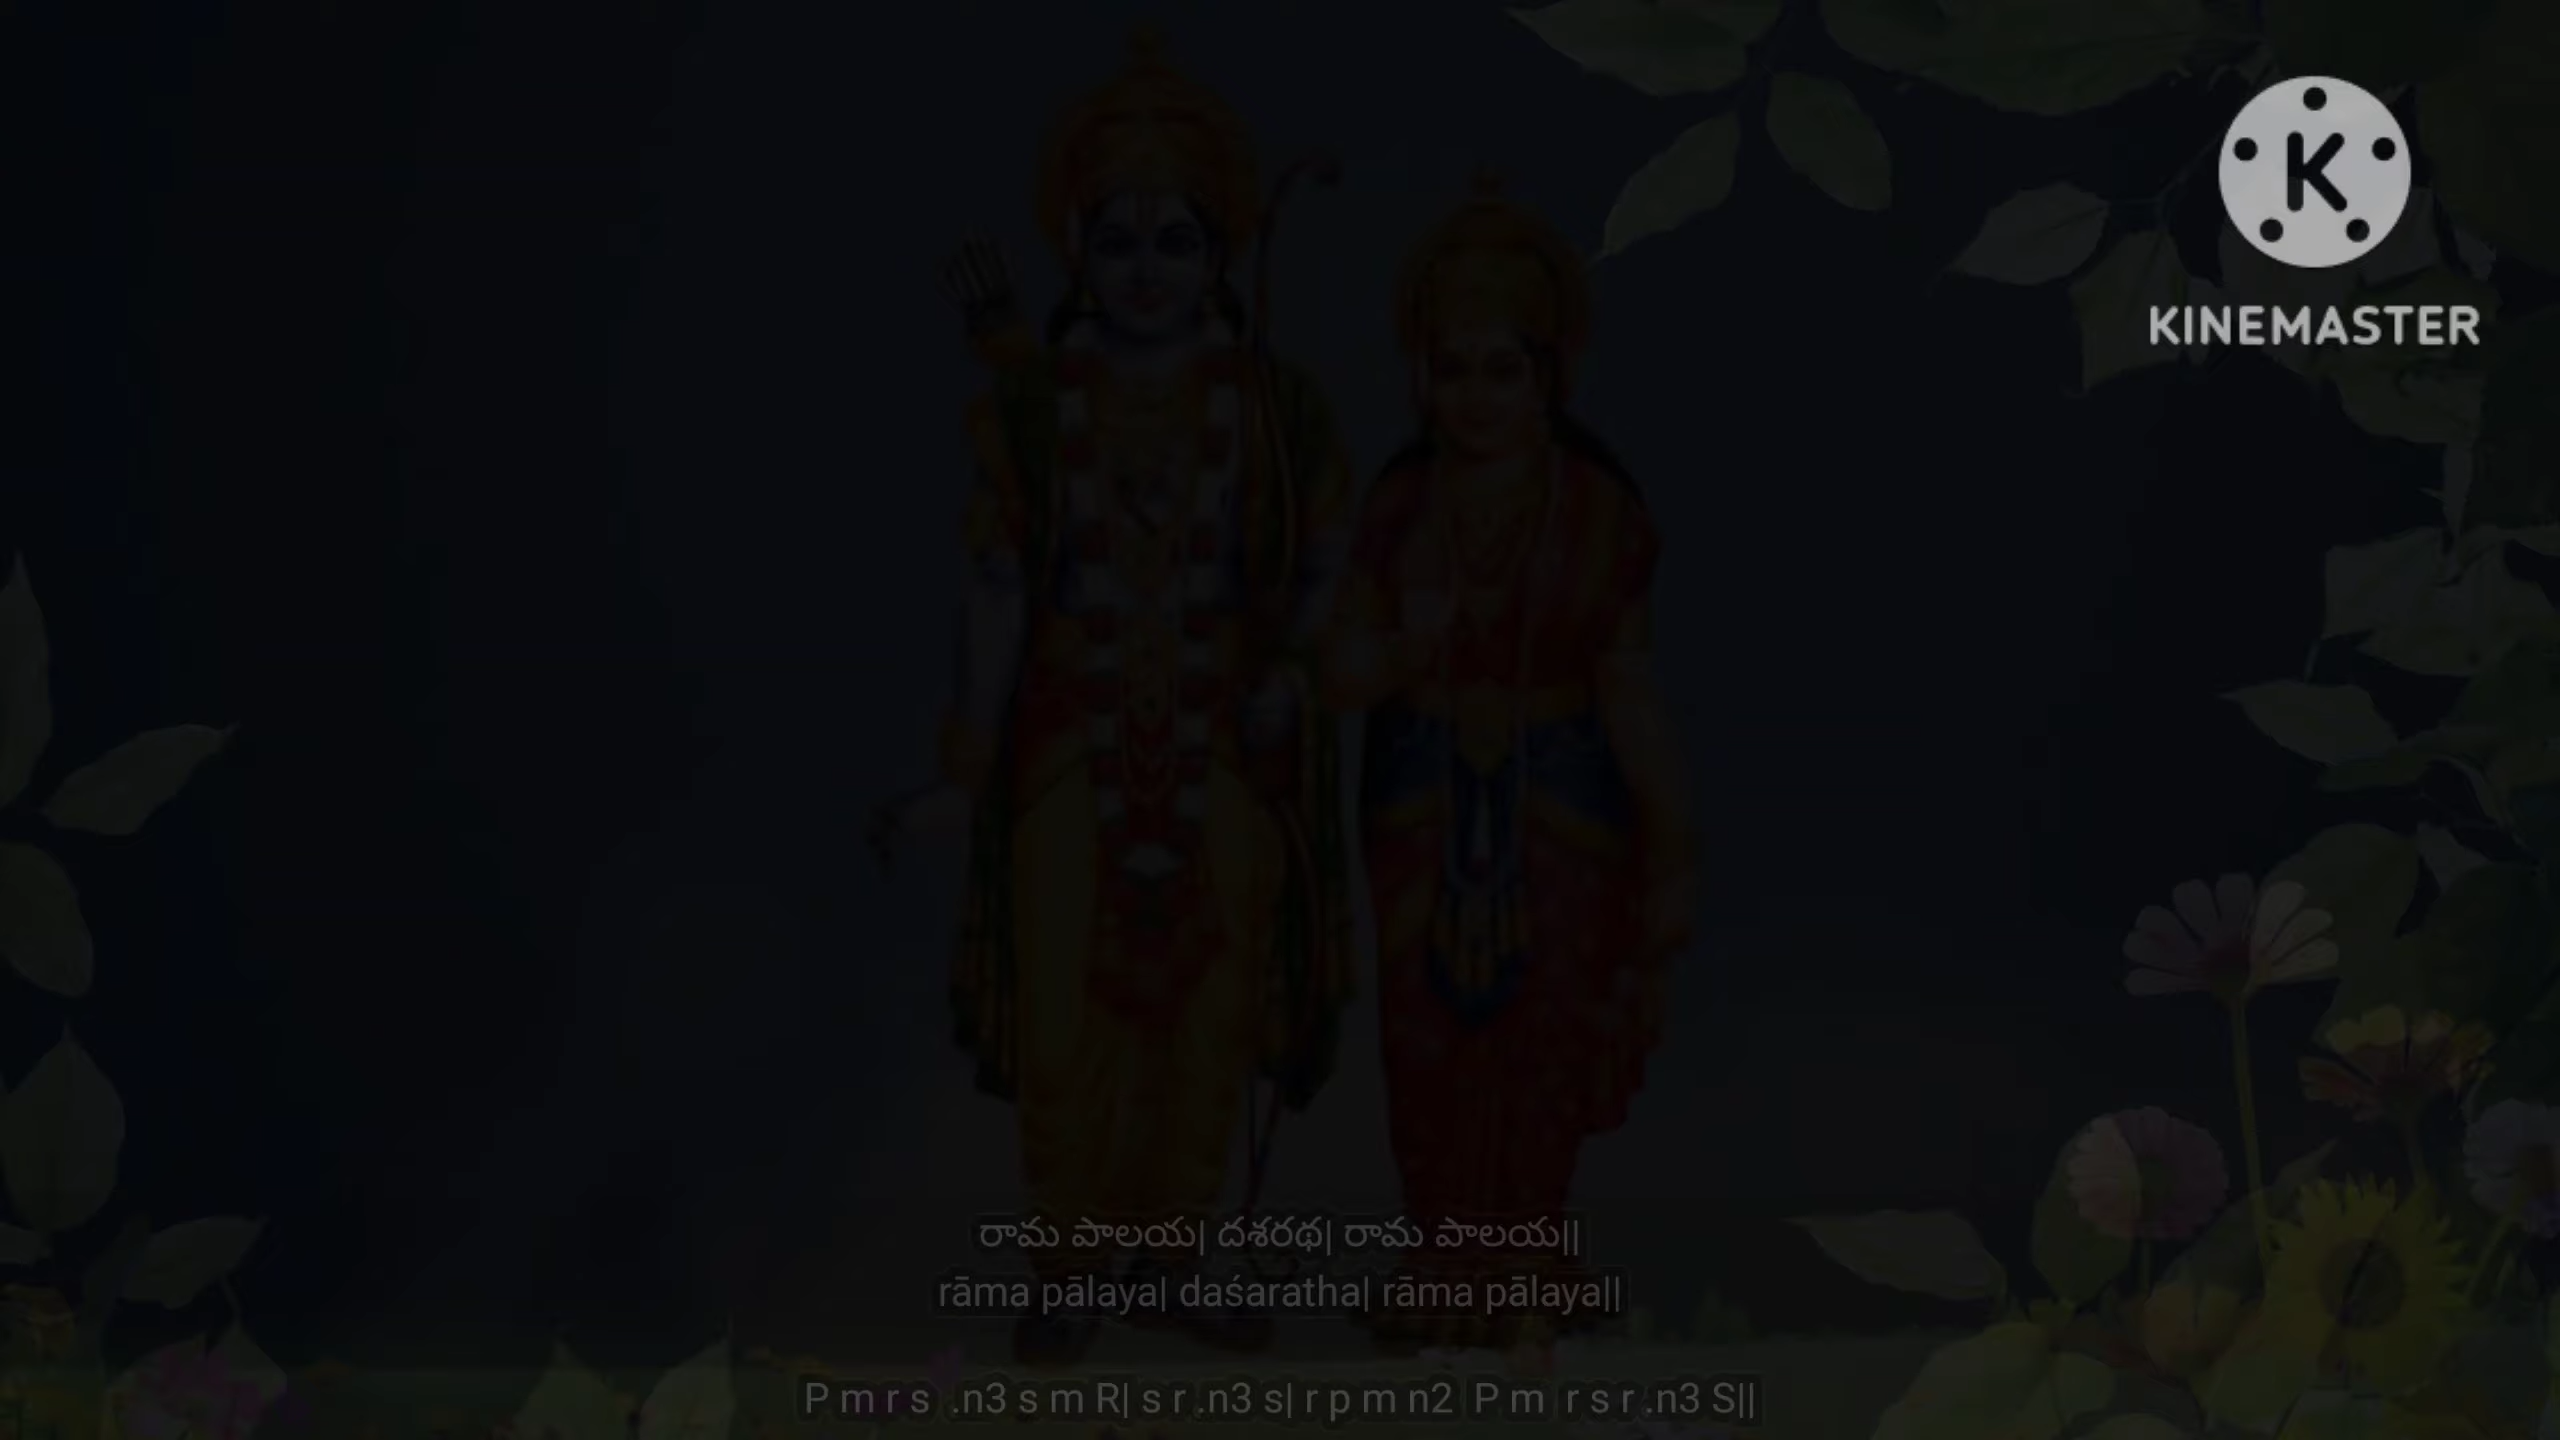 K
KINEMASTER
రామ పాలయ| దశరథ| రామ పాలయ||
rāma pālaya| daśaratha| rāma pālaya||
P m r s .n3 s m R| s r .n3 s| r p m n2 P m r s r .n3 S||